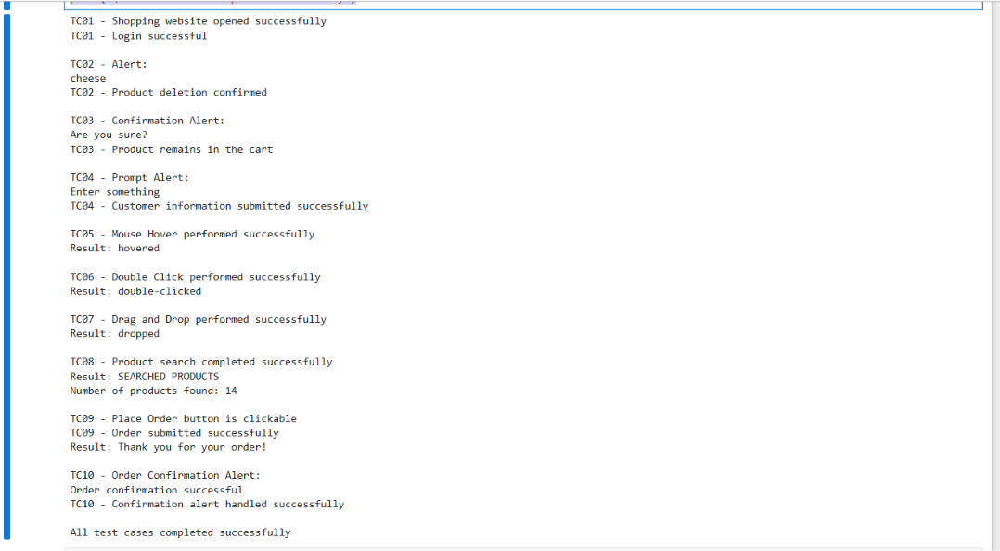 TC01 - Shopping website opened successfully
TC01 - Login successful
TC02 - Alert:
cheese
TC02 - Product deletion confirmed
TC03 - Confirmation Alert:
Are you sure?
TC03 - Product remains in the cart
TC04 - Prompt Alert:
Enter something
TC04 - Customer information submitted successfully
TC05 - Mouse Hover performed successfully
Result: hovered
TC06 - Double Click performed successfully
Result: double-clicked
TC07 - Drag and Drop performed successfully
Result: dropped
TC08 - Product search completed successfully
Result: SEARCHED PRODUCTS
Number of products found: 14
TC09 - Place Order button is clickable
TC09 - Order submitted successfully
Result: Thank you for your order!
TC10 - Order Confirmation Alert:
Order confirmation successful
TC10 - Confirmation alert handled successfully
All test cases completed successfully